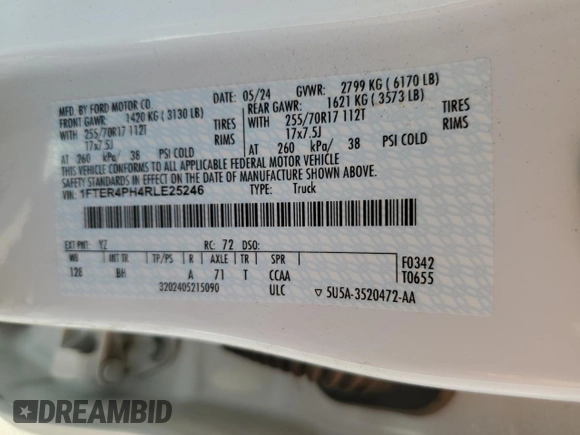 MFD. BY FORD MOTOR CO.
DATE: 05/24 GVWR: 2799 KG ( 6170 LB)
FRONT GAWR: 1420 KG ( 3130 LB)
REAR GAWR: 1621 KG ( 3573 LB)
WITH 255/70R17 112T TIRES
WITH 255/70R17 112T TIRES
17x7.5J RIMS
17x7.5J RIMS
AT 260 kPa/ 38 PSI COLD
AT 260 kPa/ 38 PSI COLD
THIS VEHICLE CONFORMS TO ALL APPLICABLE FEDERAL MOTOR VEHICLE
SAFETY STANDARDS IN EFFECT ON THE DATE OF MANUFACTURE SHOWN ABOVE.
VIN: 1FTER4PH4RLE25246 TYPE: Truck
EXT PNT: YZ RC: 72 DSO:
WB INT TR TP/PS R AXLE TR SPR
128 BH A 71 T CCAA
F0342
T0655
3202405215090 ULC ▽ 5U5A-3520472-AA
DREAMBID